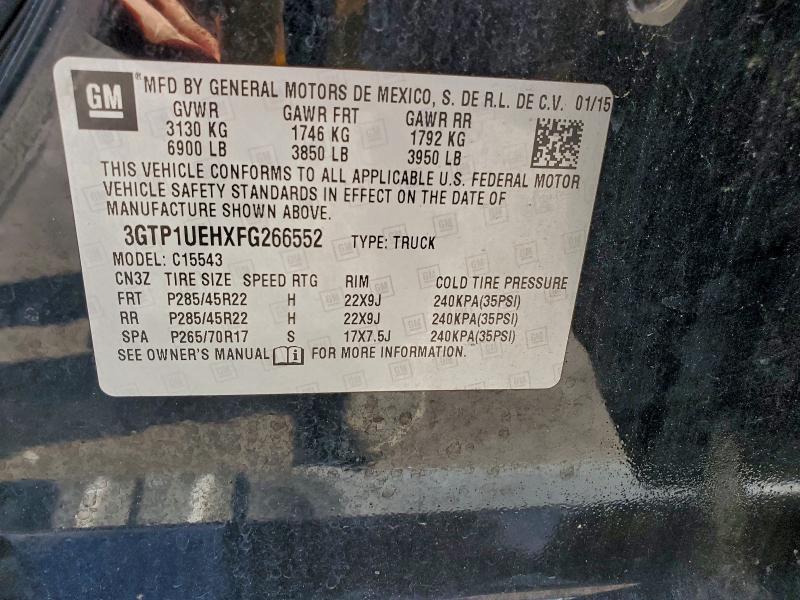 GM ® MFD BY GENERAL MOTORS DE MEXICO, S. DE R.L. DE C.V. 01/15
GVWR GAWR FRT GAWR RR
3130 KG 1746 KG 1792 KG
6900 LB 3850 LB 3950 LB
THIS VEHICLE CONFORMS TO ALL APPLICABLE U.S. FEDERAL MOTOR
VEHICLE SAFETY STANDARDS IN EFFECT ON THE DATE OF
MANUFACTURE SHOWN ABOVE.
3GTP1UEHXFG266552 TYPE: TRUCK
MODEL: C15543
CN3Z TIRE SIZE SPEED RTG RIM COLD TIRE PRESSURE
FRT P285/45R22 H 22X9J 240KPA(35PSI)
RR P285/45R22 H 22X9J 240KPA(35PSI)
SPA P265/70R17 S 17X7.5J 240KPA(35PSI)
SEE OWNER'S MANUAL FOR MORE INFORMATION.